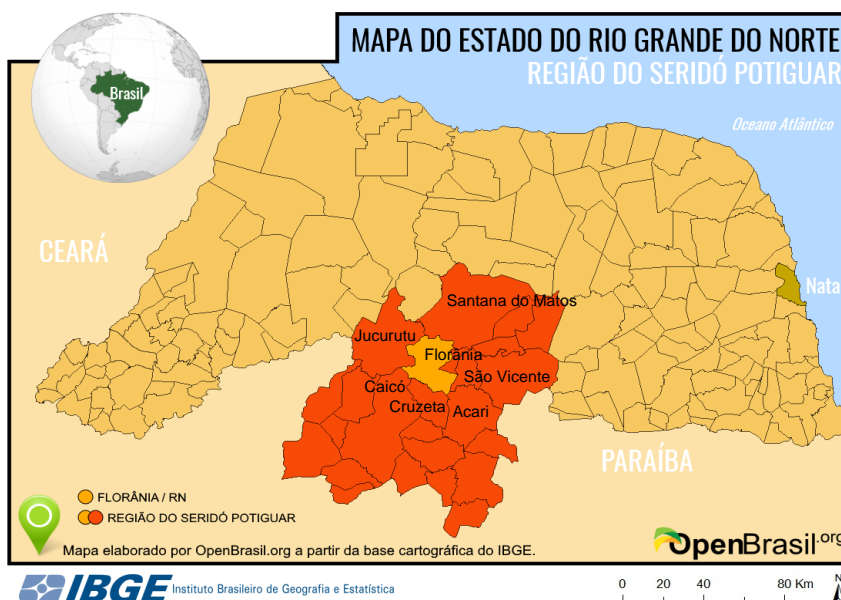 MAPA DO ESTADO DO RIO GRANDE DO NORTE
REGIÃO DO SERIDÓ POTIGUAR
Brasil
Oceano Atlântico
CEARÁ
Nata
Santana do Matos
Jucurutu
Florânia
São Vicente
Caicó
Cruzeta
Acari
PARAÍBA
FLORÂNIA / RN
REGIÃO DO SERIDÓ POTIGUAR
Mapa elaborado por OpenBrasil.org a partir da base cartográfica do IBGE.
OpenBrasil.org
IBGE Instituto Brasileiro de Geografia e Estatística
0 20 40 80 Km
N